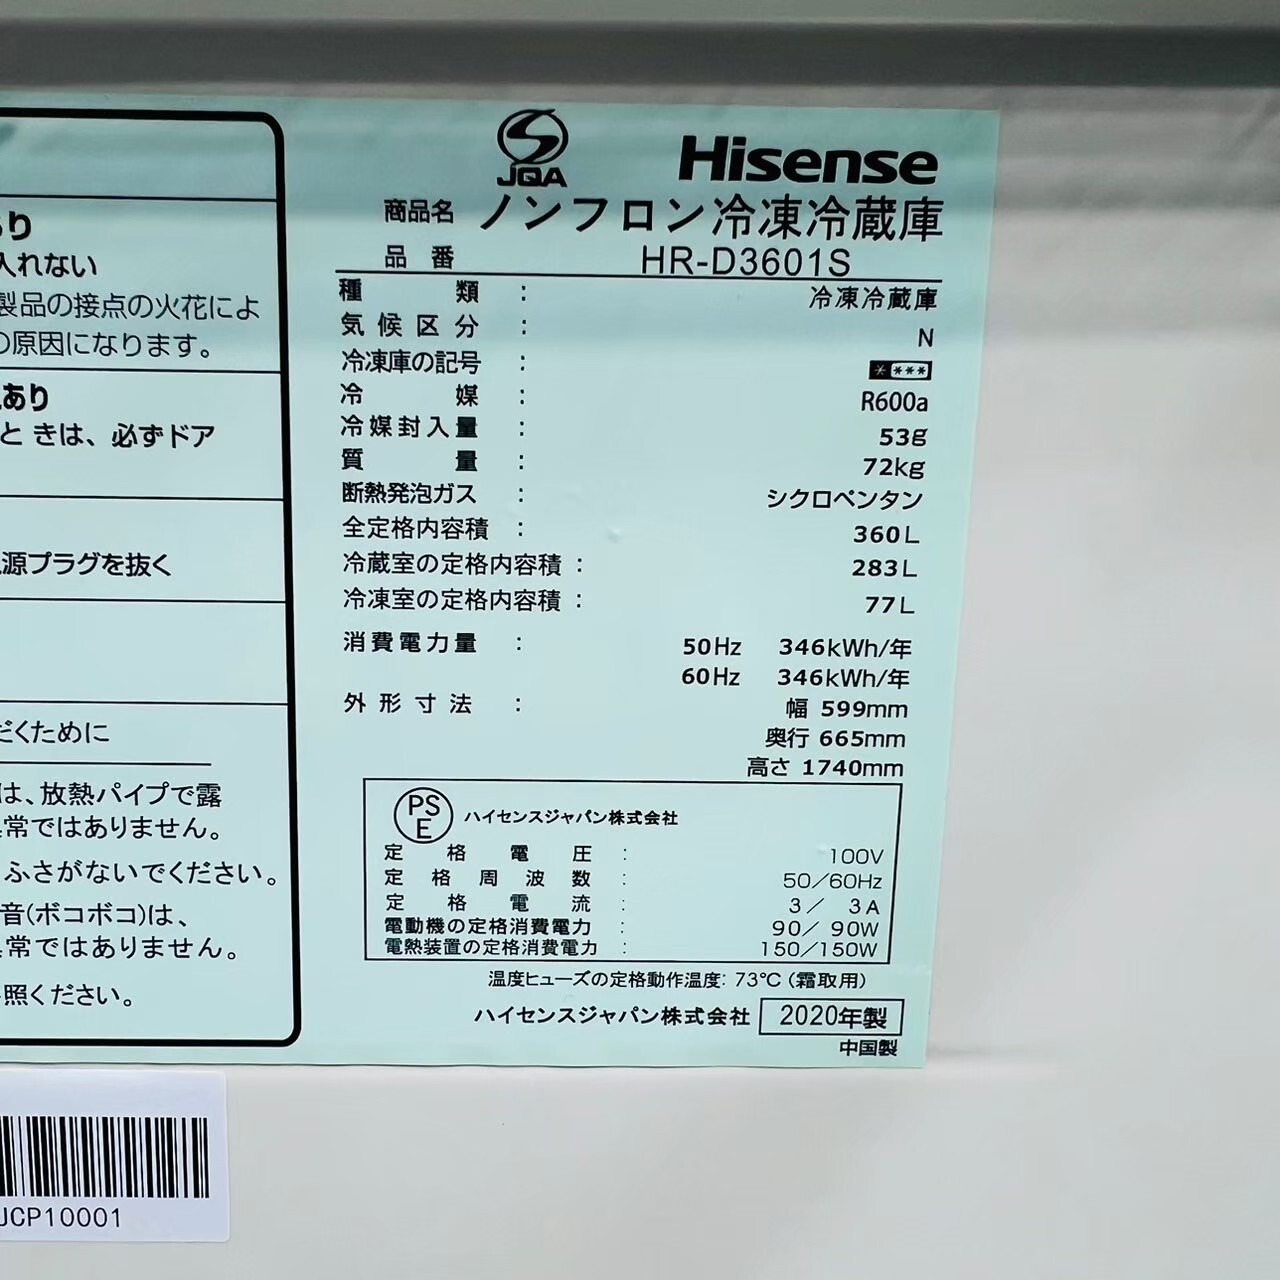 あり
入れない
製品の接点の火花によ
の原因になります。
あり
と きは、必ずドア
源プラグを抜く
だくために
は、放熱パイプで露
常ではありません。
ふさがないでください。
音(ボコボコ)は、
常ではありません。
照ください。
JQA
Hisense
商品名 ノンフロン冷凍冷蔵庫
品番 HR-D3601S
種類 : 冷凍冷蔵庫
気候区分 : N
冷凍庫の記号 : ****
冷媒 : R600a
冷媒封入量 : 53g
質量 : 72kg
断熱発泡ガス : シクロペンタン
全定格内容積 : 360L
冷蔵室の定格内容積 : 283L
冷凍室の定格内容積 : 77L
消費電力量 : 50Hz 346kWh/年
60Hz 346kWh/年
外形寸法 : 幅 599mm
奥行 665mm
高さ 1740mm
PSE ハイセンスジャパン株式会社
定格電圧 : 100V
定格周波数 : 50/60Hz
定格電流 : 3/ 3A
電動機の定格消費電力 : 90/ 90W
電熱装置の定格消費電力 : 150/150W
温度ヒューズの定格動作温度: 73℃ (霜取用)
ハイセンスジャパン株式会社 2020年製
中国製
JCP10001